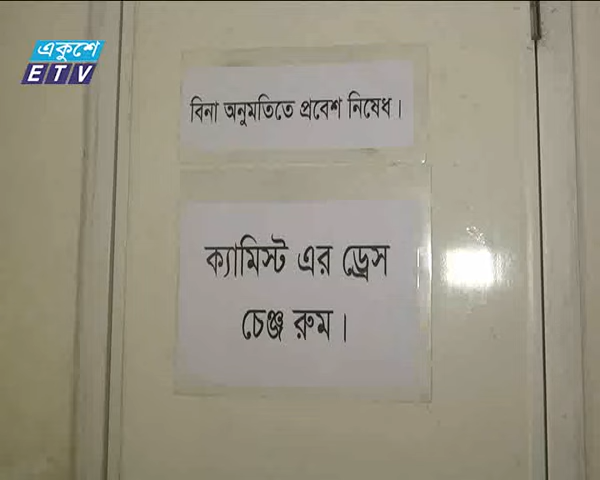 একুশে
ETV
বিনা অনুমতিতে প্রবেশ নিষেধ।
ক্যামিস্ট এর ড্রেস
চেঞ্জ রুম।